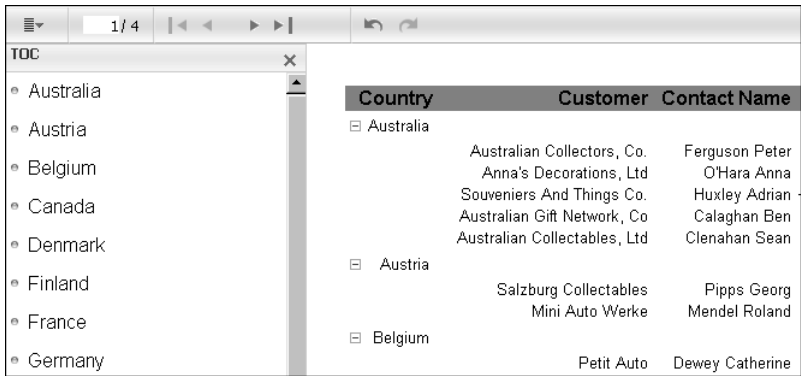 1/ 4
TOC
Australia
Austria
Belgium
Canada
Denmark
Finland
France
Germany
Country Customer Contact Name
Australia
Australian Collectors, Co. Ferguson Peter
Anna's Decorations, Ltd O'Hara Anna
Souveniers And Things Co. Huxley Adrian
Australian Gift Network, Co Calaghan Ben
Australian Collectables, Ltd Clenahan Sean
Austria
Salzburg Collectables Pipps Georg
Mini Auto Werke Mendel Roland
Belgium
Petit Auto Dewey Catherine